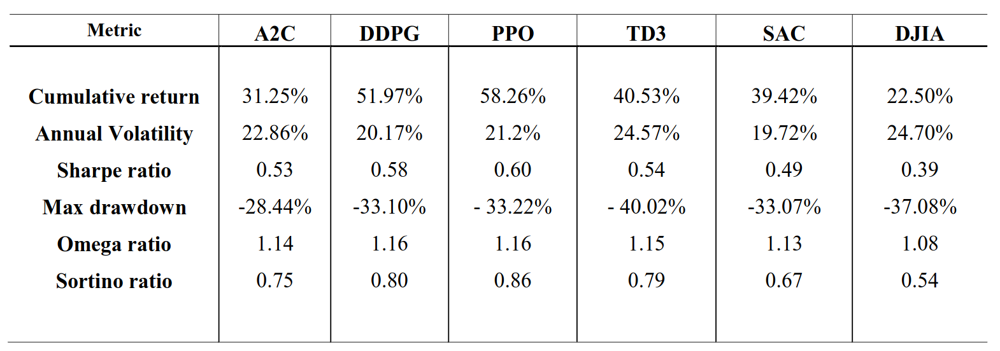 Metric A2C DDPG PPO TD3 SAC DJIA
Cumulative return 31.25% 51.97% 58.26% 40.53% 39.42% 22.50%
Annual Volatility 22.86% 20.17% 21.2% 24.57% 19.72% 24.70%
Sharpe ratio 0.53 0.58 0.60 0.54 0.49 0.39
Max drawdown -28.44% -33.10% - 33.22% - 40.02% -33.07% -37.08%
Omega ratio 1.14 1.16 1.16 1.15 1.13 1.08
Sortino ratio 0.75 0.80 0.86 0.79 0.67 0.54